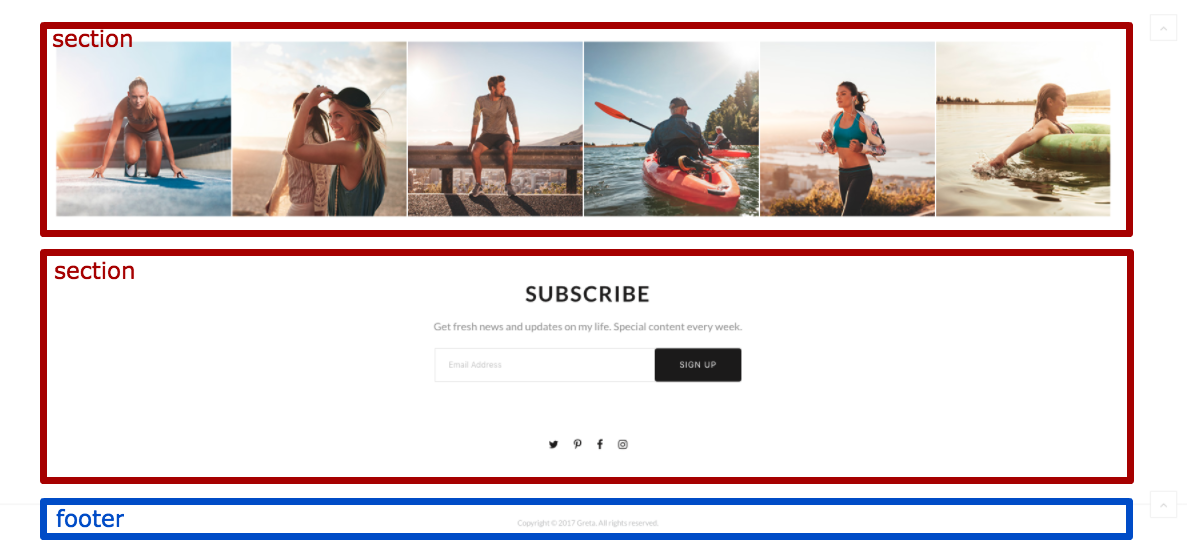 section
section
SUBSCRIBE
Get fresh news and updates on my life. Special content every week.
Email Address
SIGN UP
footer
Copyright © 2017 Greta. All rights reserved.